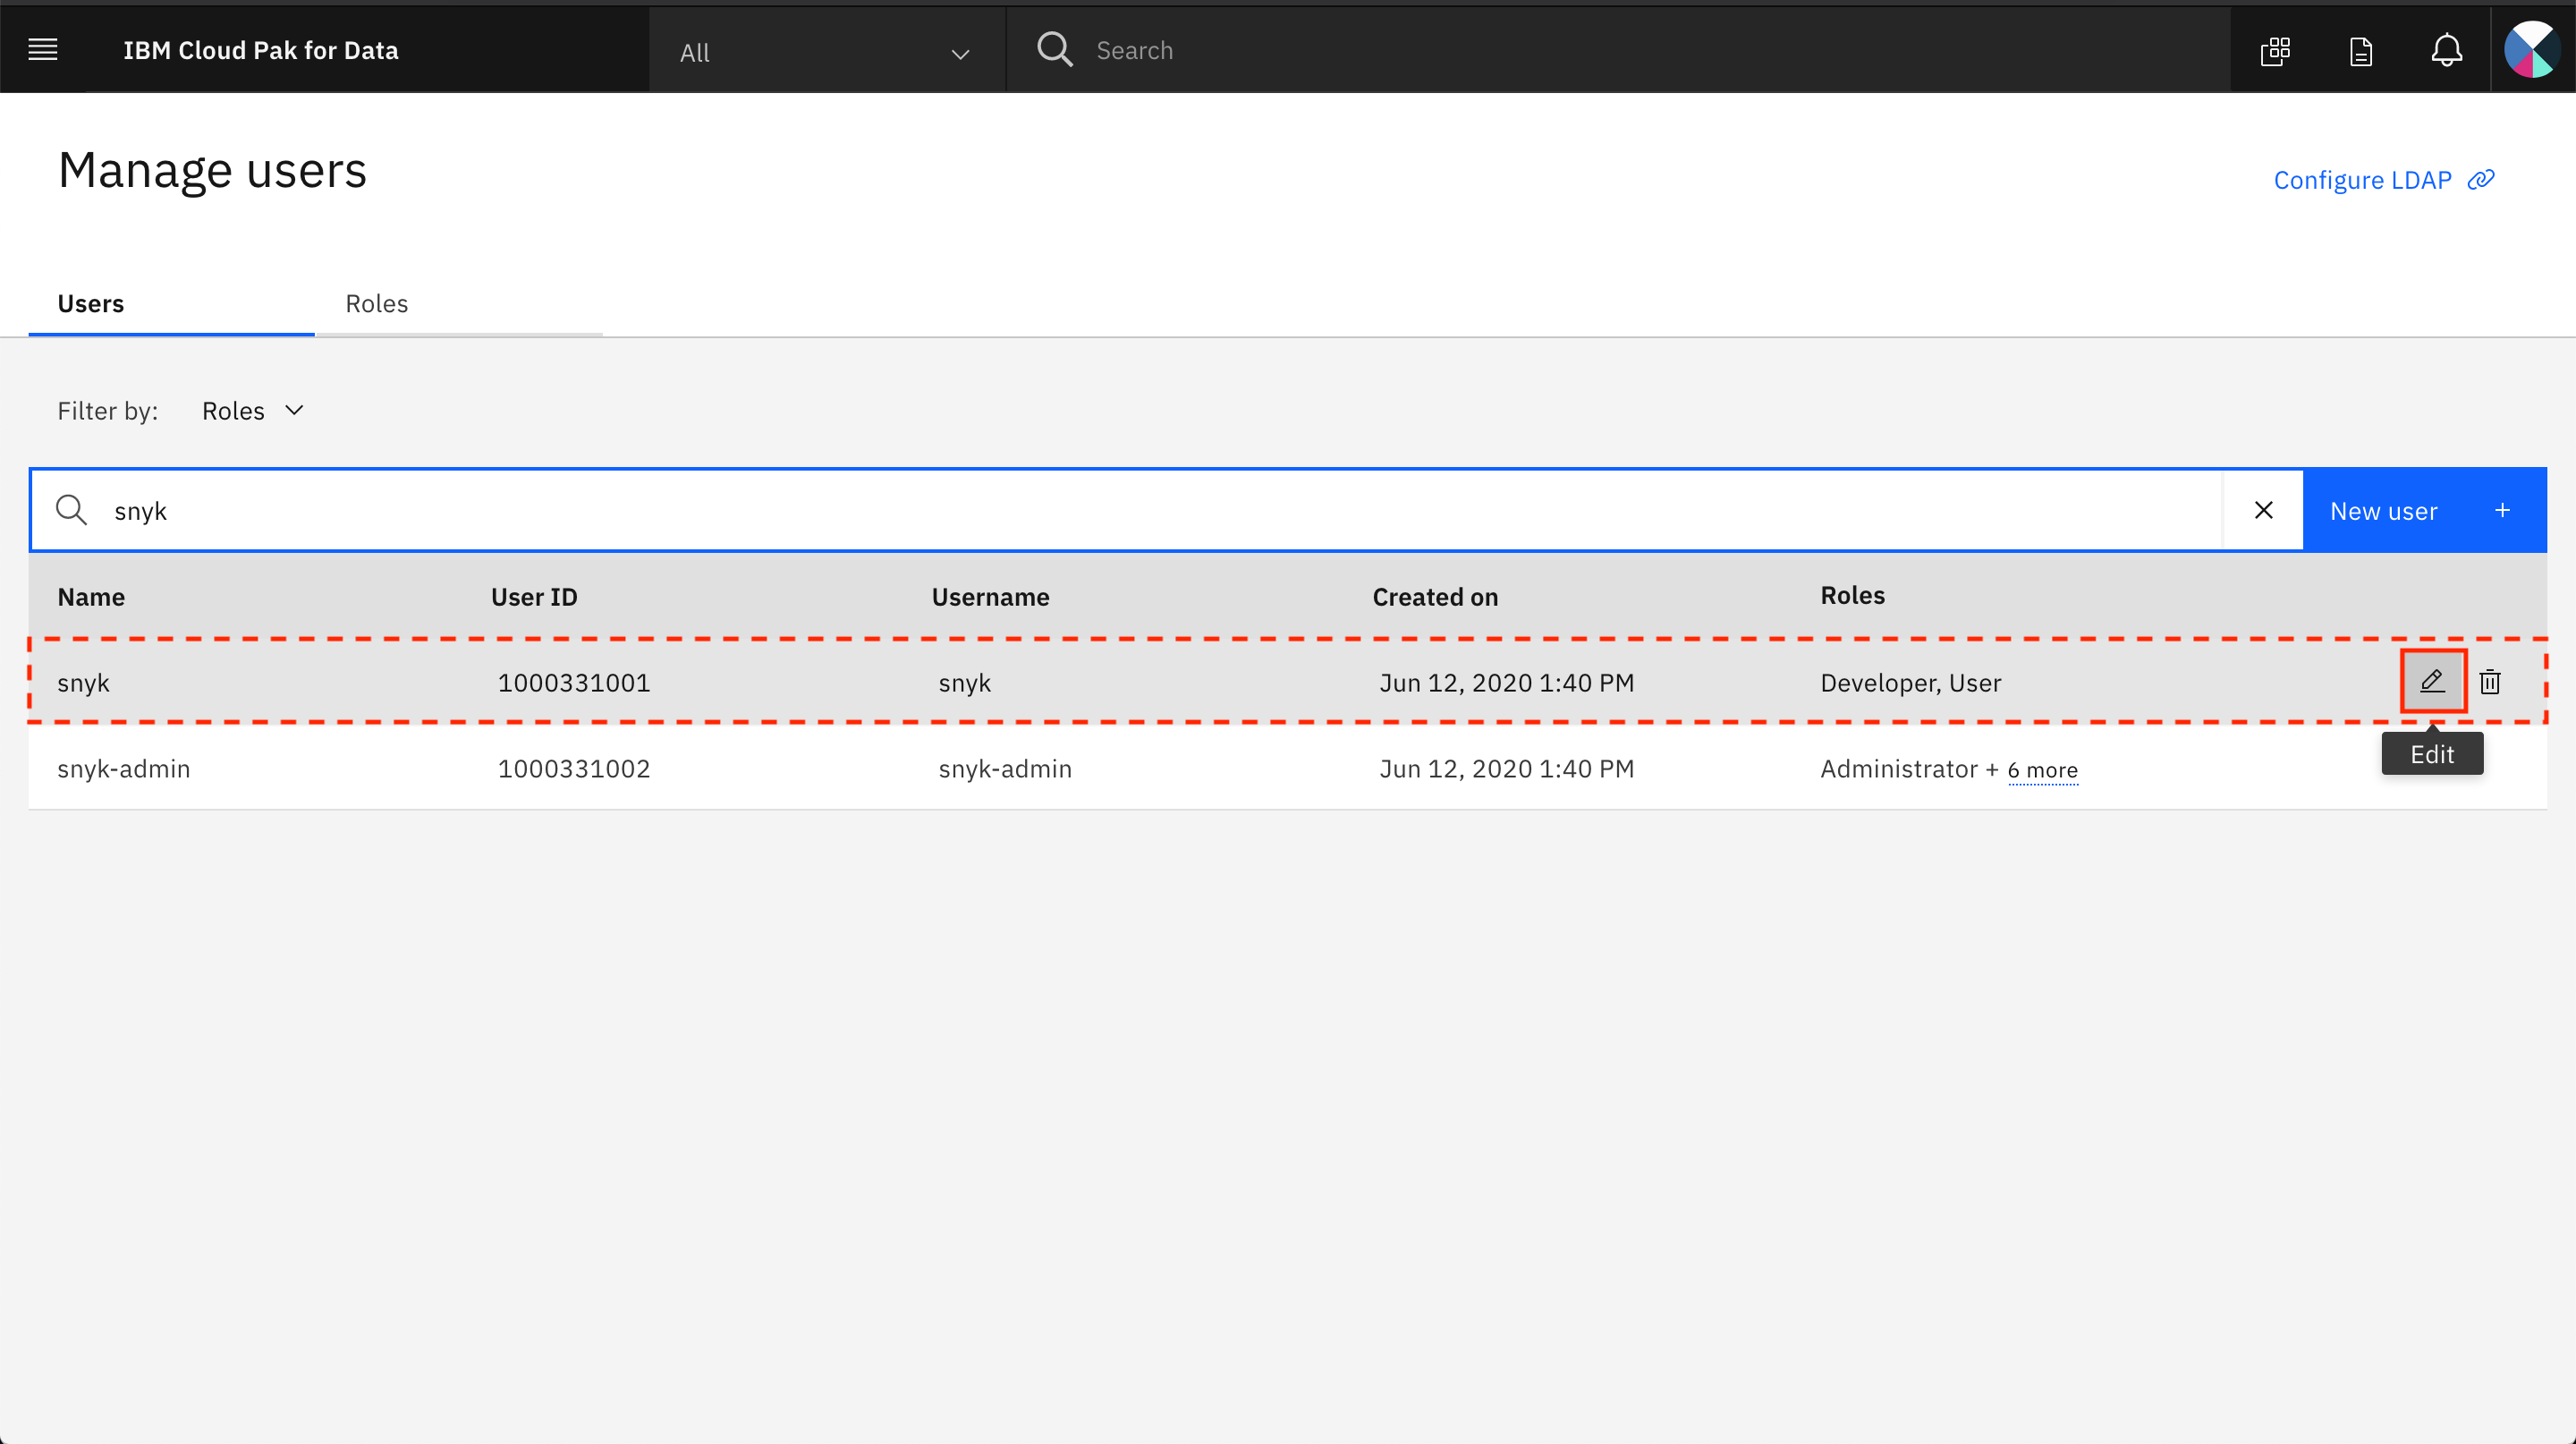 IBM Cloud Pak for Data All Search
Manage users
Configure LDAP
Users Roles
Filter by: Roles
snyk New user +
Name User ID Username Created on Roles
snyk 1000331001 snyk Jun 12, 2020 1:40 PM Developer, User
Edit
snyk-admin 1000331002 snyk-admin Jun 12, 2020 1:40 PM Administrator + 6 more